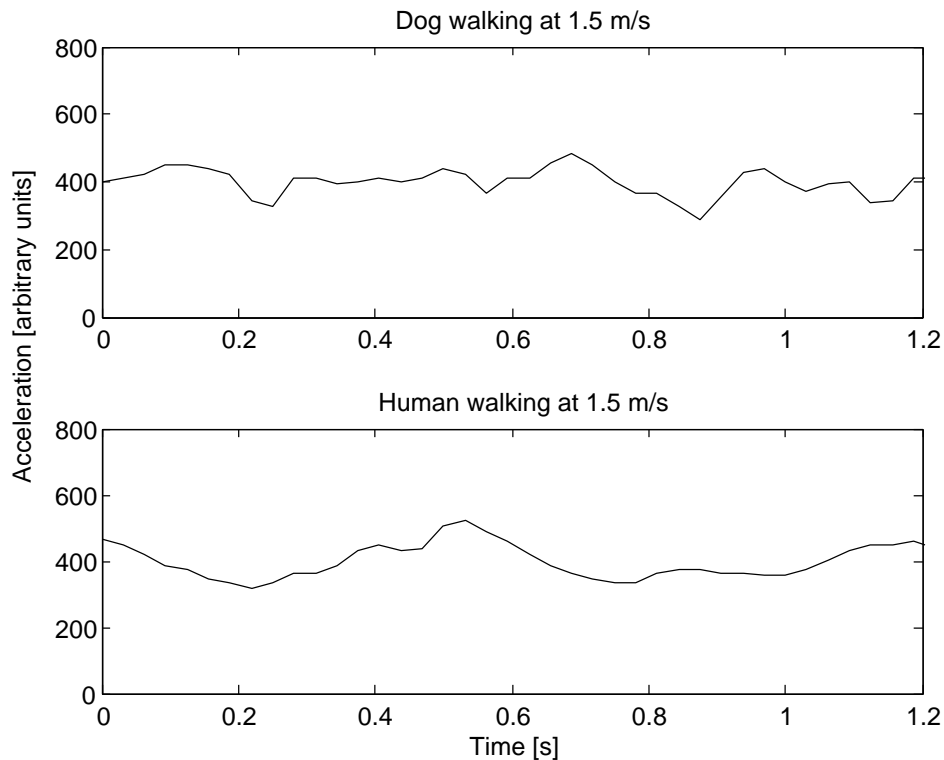 Dog walking at 1.5 m/s
800
600
400
200
0
0 0.2 0.4 0.6 0.8 1 1.2
Acceleration [arbitrary units]
Human walking at 1.5 m/s
800
600
400
200
0
0 0.2 0.4 0.6 0.8 1 1.2
Time [s]